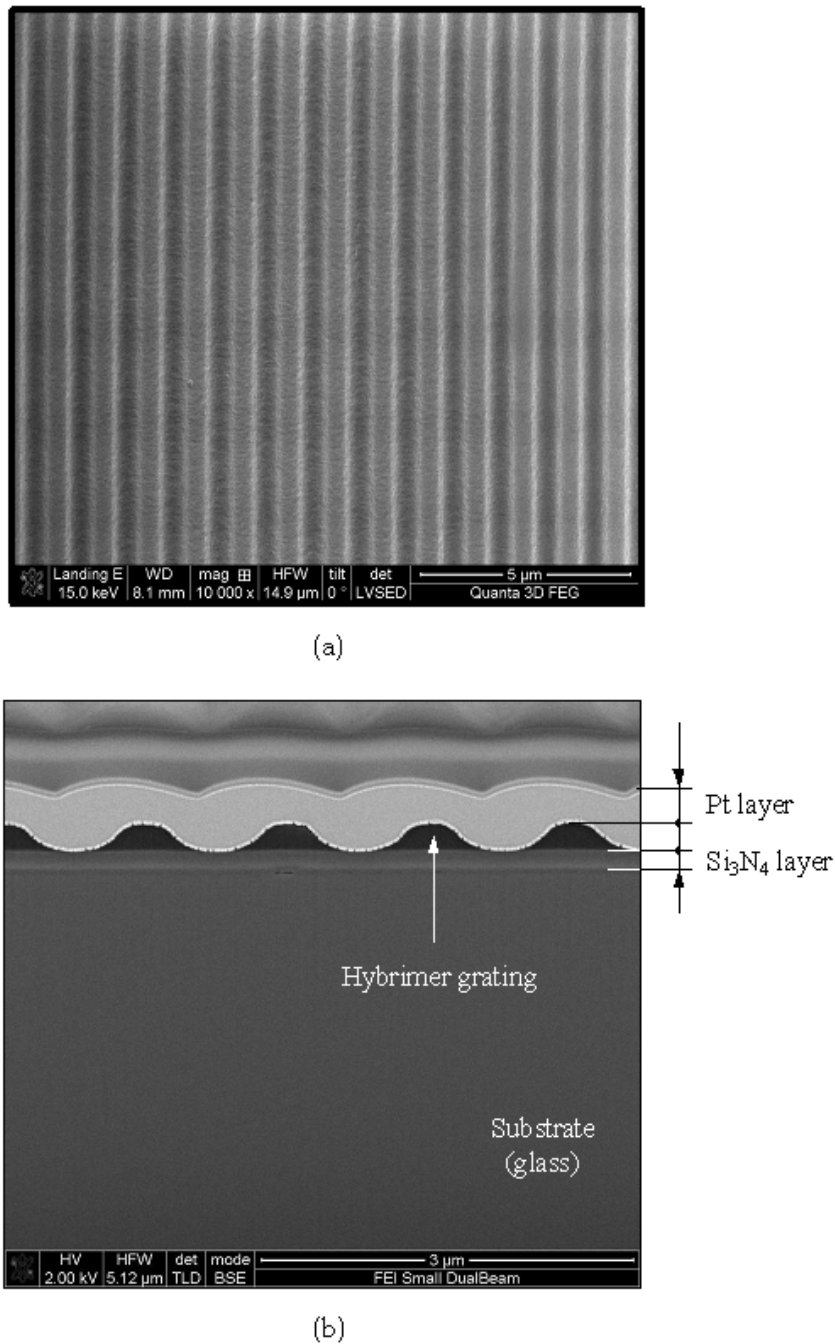 Landing E WD mag ⊞ HFW tilt det 5 µm
15.0 keV 8.1 mm 10 000 x 14.9 µm 0 ° LVSED Quanta 3D FEG
(a)
Pt layer
Si₃N₄ layer
Hybrimer grating
Substrate
(glass)
HV HFW det mode 3 µm
2.00 kV 5.12 µm TLD BSE FEI Small DualBeam
(b)